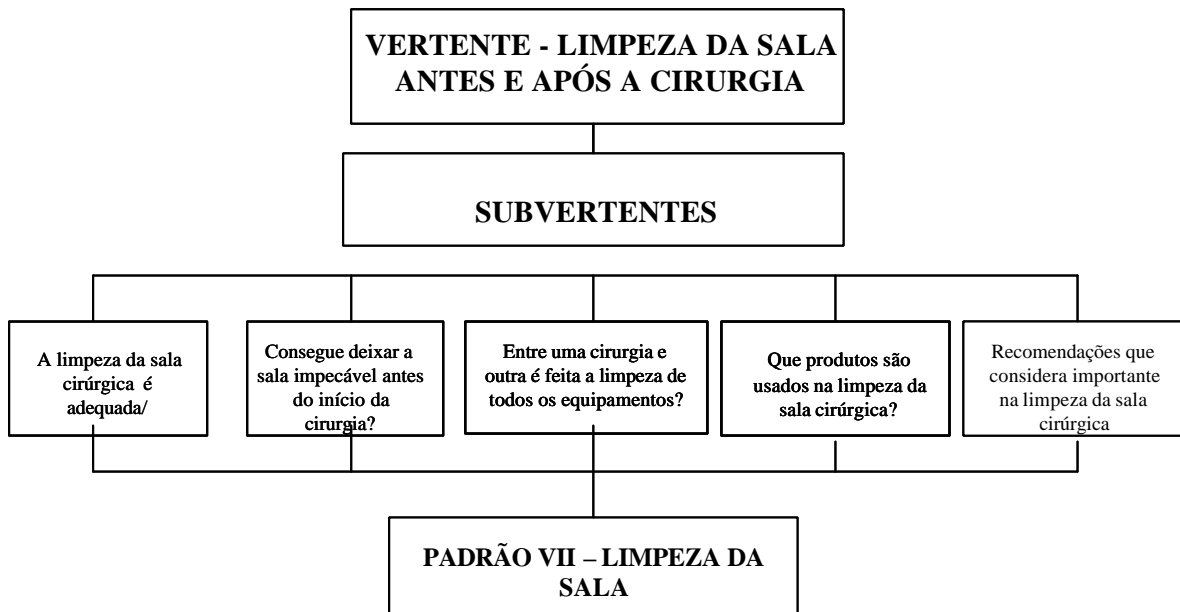 VERTENTE - LIMPEZA DA SALA
ANTES E APÓS A CIRURGIA
SUBVERTENTES
A limpeza da sala
cirúrgica é
adequada/
Consegue deixar a
sala impecável antes
do início da
cirurgia?
Entre uma cirurgia e
outra é feita a limpeza de
todos os equipamentos?
Que produtos são
usados na limpeza da
sala cirúrgica?
Recomendações que
considera importante
na limpeza da sala
cirúrgica
PADRÃO VII – LIMPEZA DA
SALA